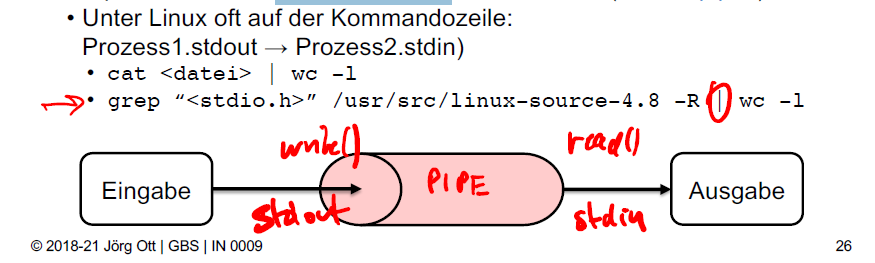 • Unter Linux oft auf der Kommandozeile:
Prozess1.stdout → Prozess2.stdin)
• cat <datei> | wc -l
• grep “<stdio.h>” /usr/src/linux-source-4.8 -R | wc -l
write() read()
Eingabe PIPE Ausgabe
stdout stdin
© 2018-21 Jörg Ott | GBS | IN 0009 26